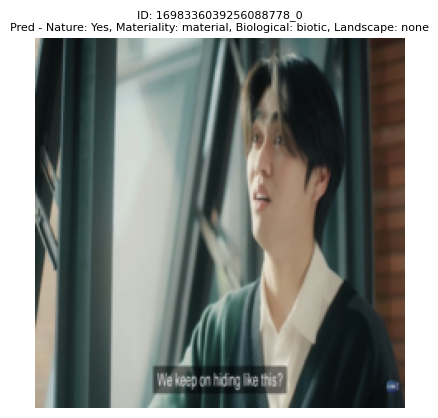 ID: 1698336039256088778_0
Pred - Nature: Yes, Materiality: material, Biological: biotic, Landscape: none
We keep on hiding like this?